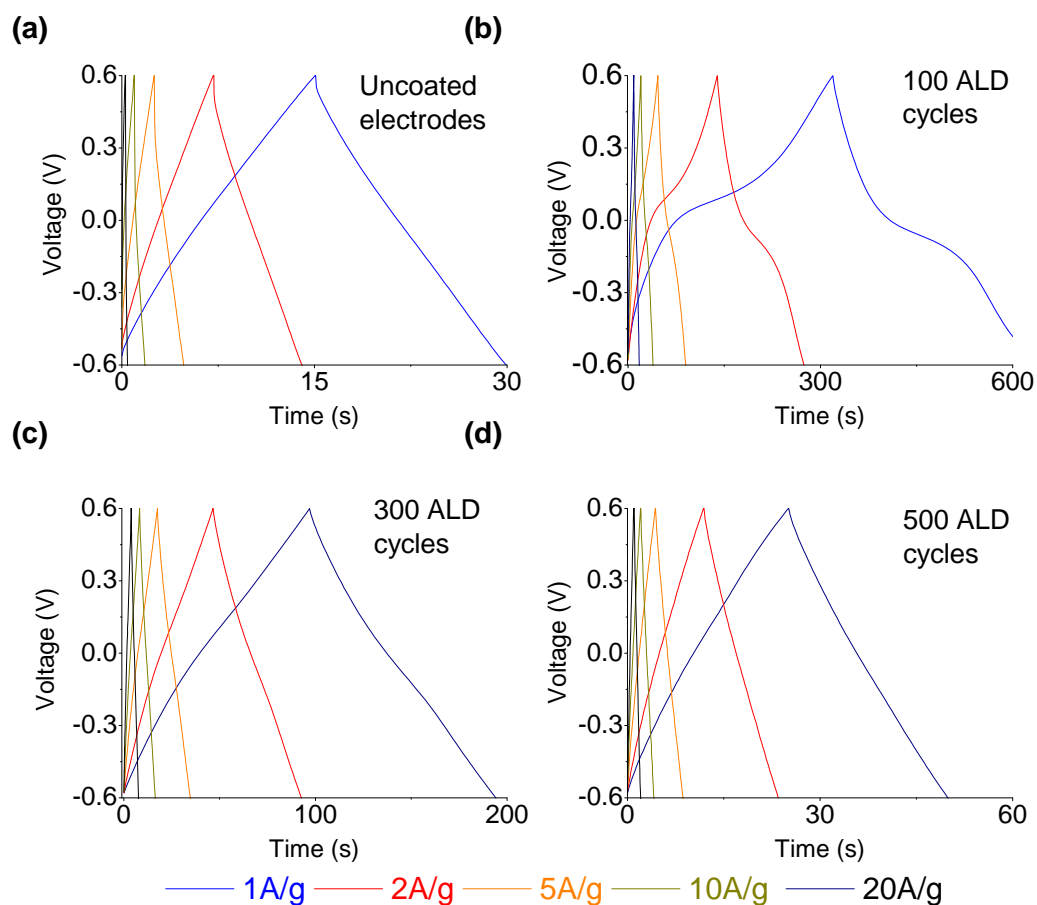 (a)
(b)
0.6
0.3
0.0
-0.3
-0.6
Voltage (V)
Uncoated
electrodes
0
15
30
Time (s)
0.6
0.3
0.0
-0.3
-0.6
Voltage (V)
100 ALD
cycles
0
300
600
Time (s)
(c)
(d)
0.6
0.3
0.0
-0.3
-0.6
Voltage (V)
300 ALD
cycles
0
100
200
Time (s)
0.6
0.3
0.0
-0.3
-0.6
Voltage (V)
500 ALD
cycles
0
30
60
Time (s)
1A/g 2A/g 5A/g 10A/g 20A/g